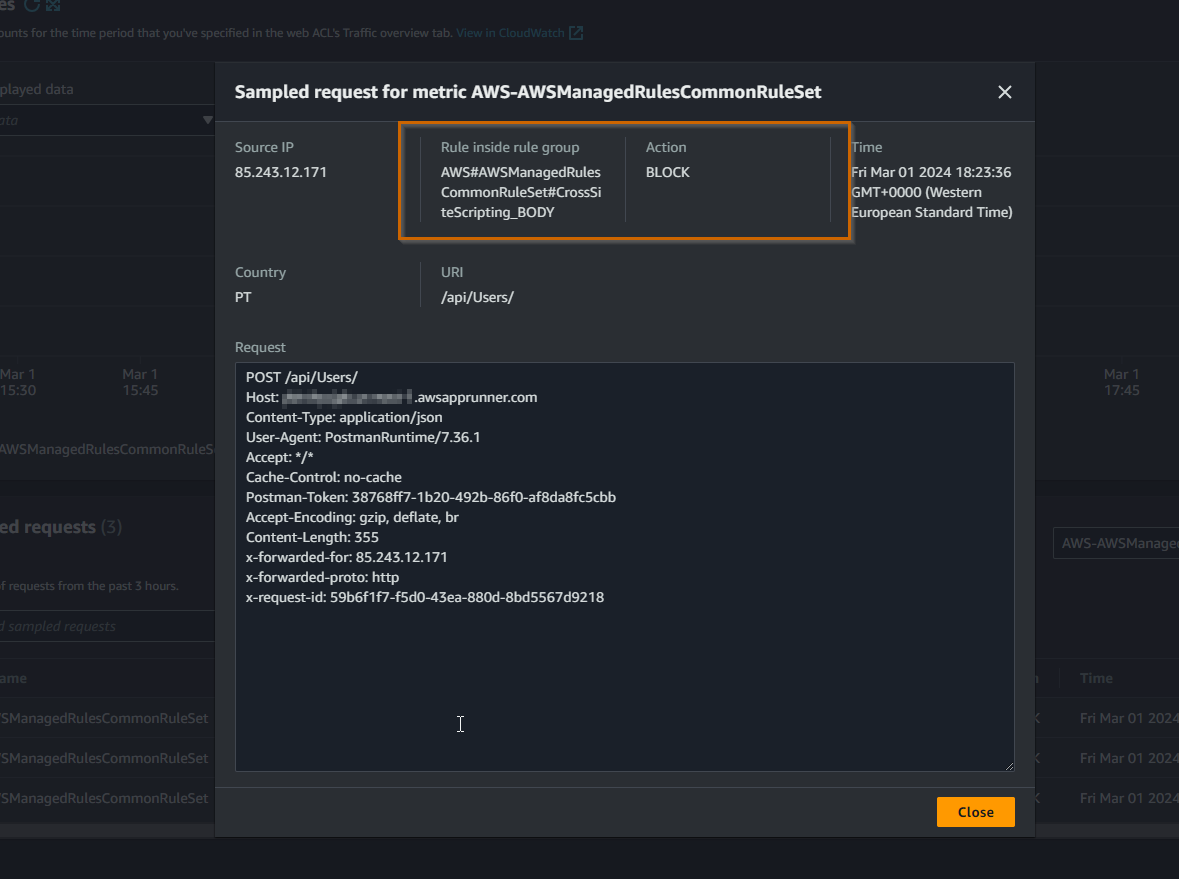 es
ounts for the time period that you've specified in the web ACL's Traffic overview tab. View in CloudWatch
played data
ata
Sampled request for metric AWS-AWSManagedRulesCommonRuleSet
Source IP
85.243.12.171
Rule inside rule group
AWS#AWSManagedRules
CommonRuleSet#CrossSi
teScripting_BODY
Action
BLOCK
Time
Fri Mar 01 2024 18:23:36
GMT+0000 (Western
European Standard Time)
Country
PT
URI
/api/Users/
Request
POST /api/Users/
Host: .awsapprunner.com
Content-Type: application/json
User-Agent: PostmanRuntime/7.36.1
Accept: */*
Cache-Control: no-cache
Postman-Token: 38768ff7-1b20-492b-86f0-af8da8fc5cbb
Accept-Encoding: gzip, deflate, br
Content-Length: 355
x-forwarded-for: 85.243.12.171
x-forwarded-proto: http
x-request-id: 59b6f1f7-f5d0-43ea-880d-8bd5567d9218
Mar 1
15:30
Mar 1
15:45
Mar 1
17:45
AWSManagedRulesCommonRuleS
ed requests (3)
AWS-AWSManage
of requests from the past 3 hours.
d sampled requests
ame
n
Time
SManagedRulesCommonRuleSet
K
Fri Mar 01 2024
SManagedRulesCommonRuleSet
K
Fri Mar 01 2024
SManagedRulesCommonRuleSet
K
Fri Mar 01 2024
Close